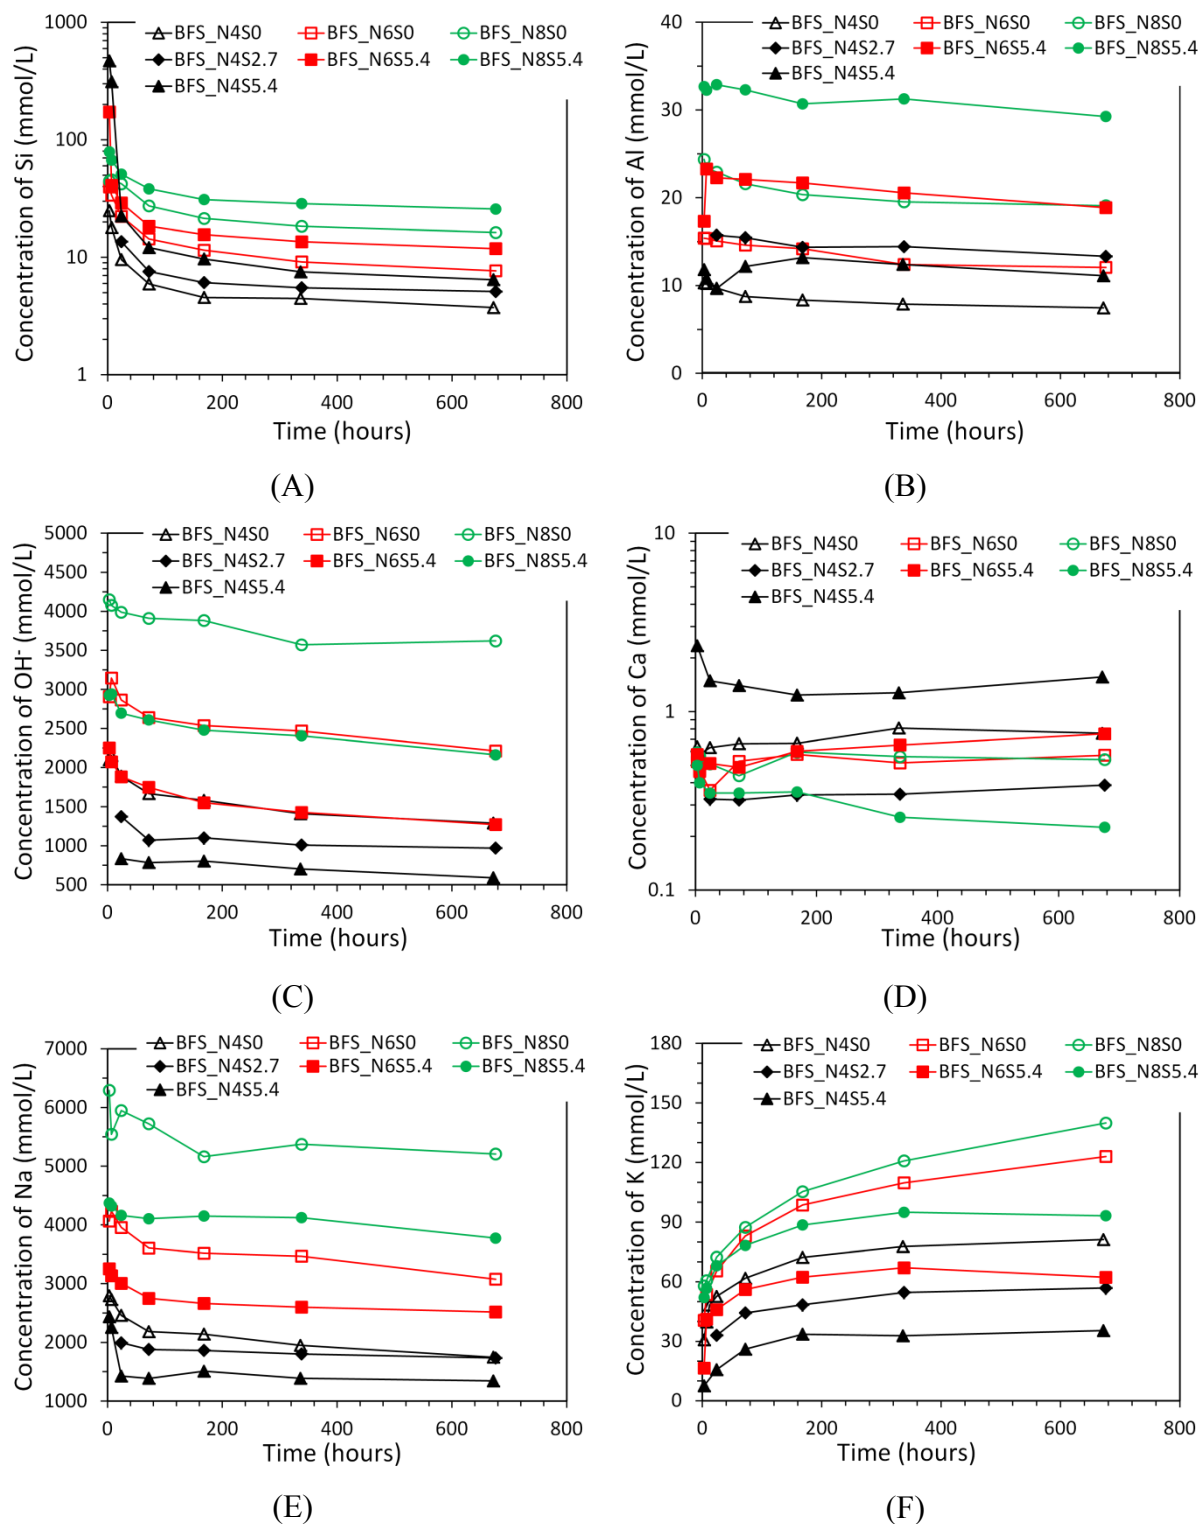 BFS_N4S0 BFS_N6S0 BFS_N8S0
BFS_N4S2.7 BFS_N6S5.4 BFS_N8S5.4
BFS_N4S5.4
Concentration of Si (mmol/L)
1000
100
10
1
0 200 400 600 800
Time (hours)
(A)
BFS_N4S0 BFS_N6S0 BFS_N8S0
BFS_N4S2.7 BFS_N6S5.4 BFS_N8S5.4
BFS_N4S5.4
Concentration of Al (mmol/L)
40
30
20
10
0
0 200 400 600 800
Time (hours)
(B)
BFS_N4S0 BFS_N6S0 BFS_N8S0
BFS_N4S2.7 BFS_N6S5.4 BFS_N8S5.4
BFS_N4S5.4
Concentration of OH⁻ (mmol/L)
5000
4500
4000
3500
3000
2500
2000
1500
1000
500
0 200 400 600 800
Time (hours)
(C)
BFS_N4S0 BFS_N6S0 BFS_N8S0
BFS_N4S2.7 BFS_N6S5.4 BFS_N8S5.4
BFS_N4S5.4
Concentration of Ca (mmol/L)
10
1
0.1
0 200 400 600 800
Time (hours)
(D)
BFS_N4S0 BFS_N6S0 BFS_N8S0
BFS_N4S2.7 BFS_N6S5.4 BFS_N8S5.4
BFS_N4S5.4
Concentration of Na (mmol/L)
7000
6000
5000
4000
3000
2000
1000
0 200 400 600 800
Time (hours)
(E)
BFS_N4S0 BFS_N6S0 BFS_N8S0
BFS_N4S2.7 BFS_N6S5.4 BFS_N8S5.4
BFS_N4S5.4
Concentration of K (mmol/L)
180
150
120
90
60
30
0
0 200 400 600 800
Time (hours)
(F)